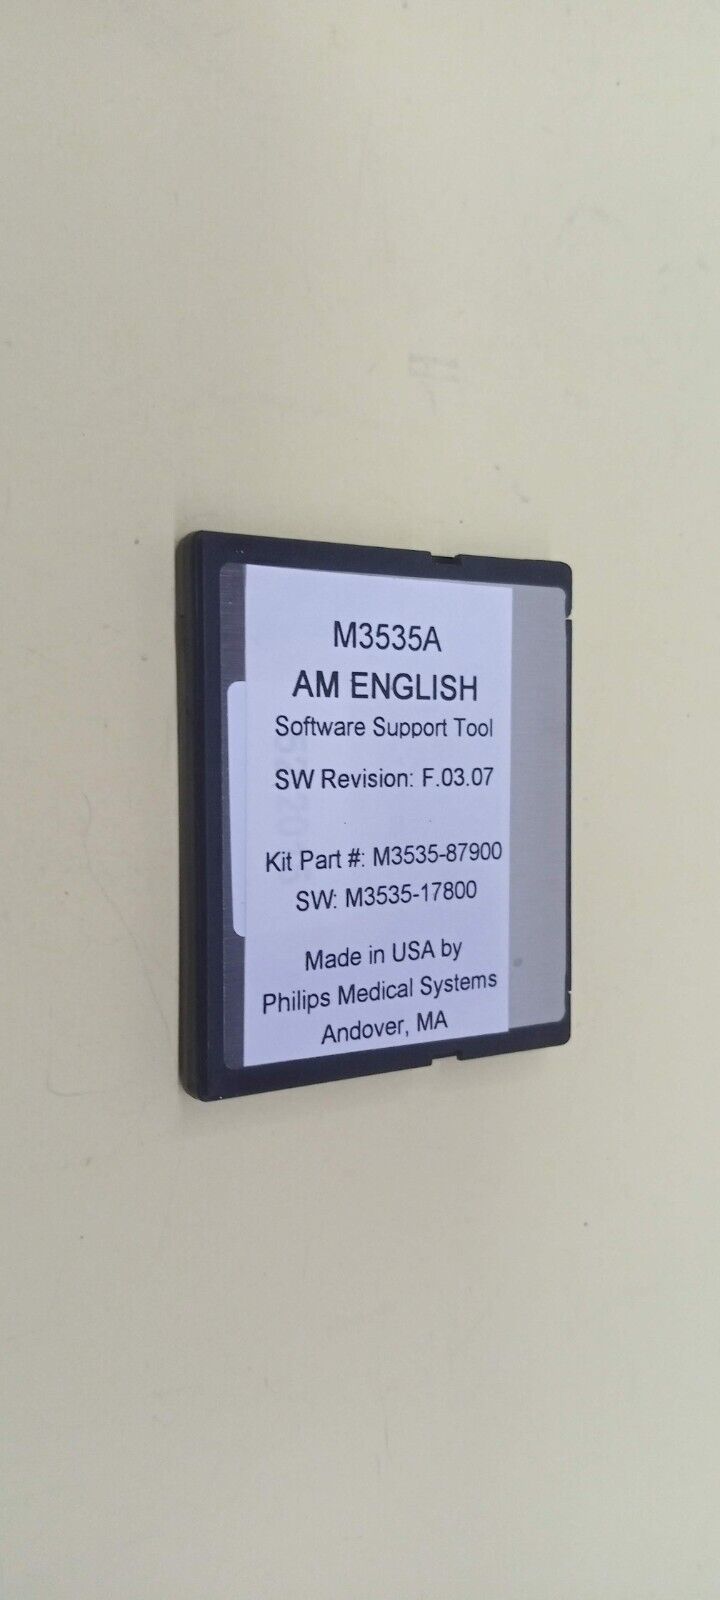 M3535A
AM ENGLISH
Software Support Tool
SW Revision: F.03.07
Kit Part #: M3535-87900
SW: M3535-17800
Made in USA by
Philips Medical Systems
Andover, MA